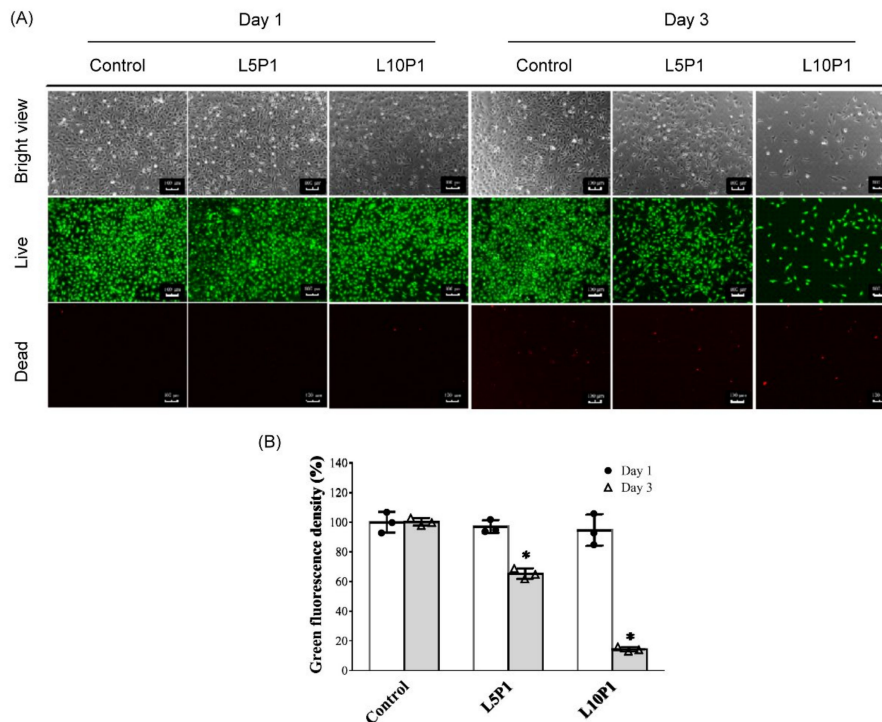 (A)
Day 1 Day 3
Control L5P1 L10P1 Control L5P1 L10P1
Bright view
Live
Dead
(B)
Green fluorescence density (%)
140
120
100
80
60
40
20
0
Day 1
Day 3
*
*
Control
L5P1
L10P1